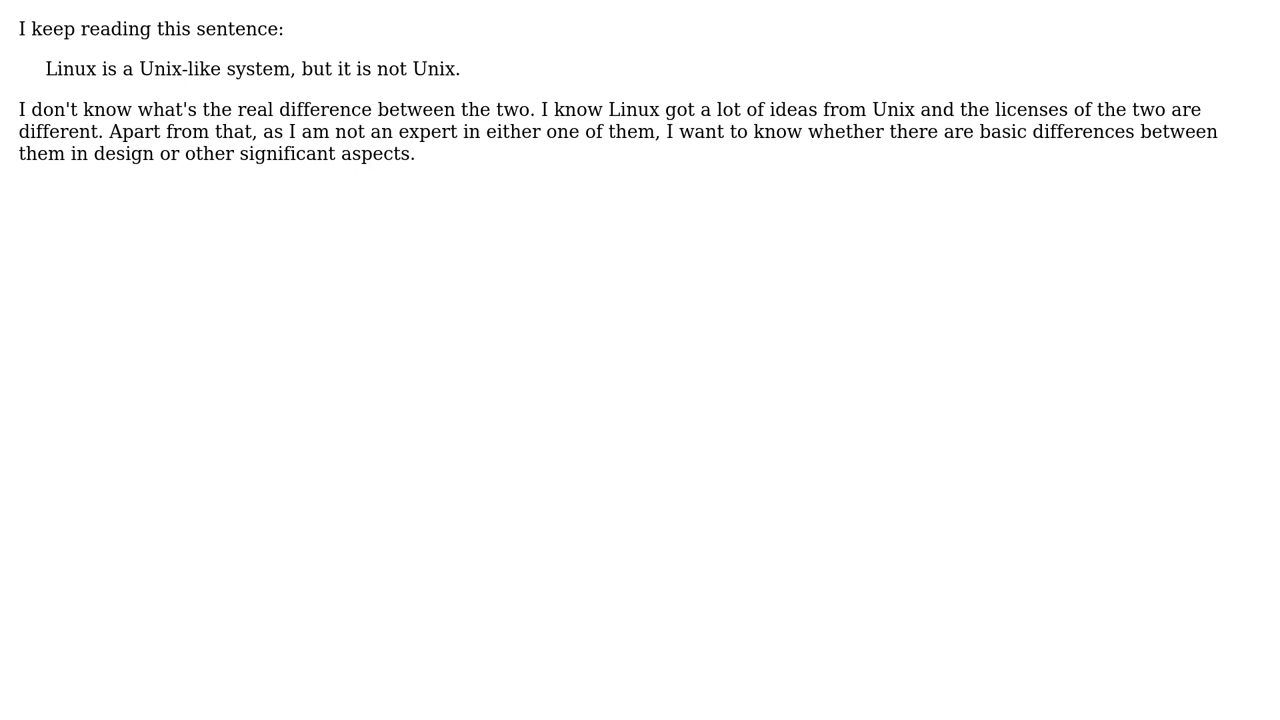 I keep reading this sentence:
Linux is a Unix-like system, but it is not Unix.
I don't know what's the real difference between the two. I know Linux got a lot of ideas from Unix and the licenses of the two are
different. Apart from that, as I am not an expert in either one of them, I want to know whether there are basic differences between
them in design or other significant aspects.